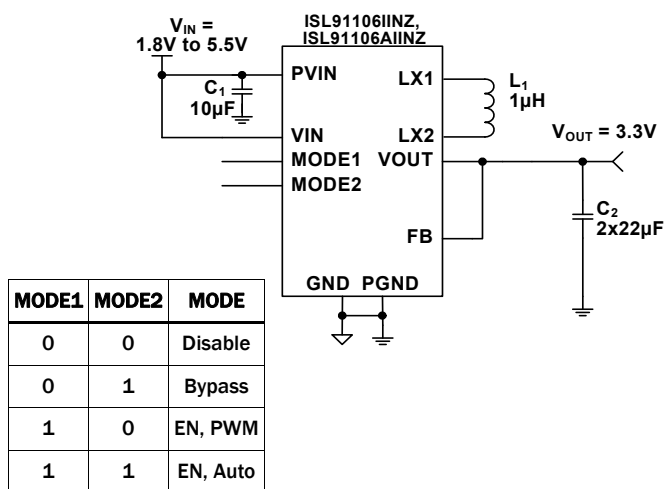 ISL91106IINZ,
ISL91106AIINZ
VIN =
1.8V to 5.5V
PVIN
LX1
L1
1µH
C1
10µF
LX2
VOUT = 3.3V
VIN
MODE1
VOUT
MODE2
C2
2x22µF
FB
GND PGND
MODE1 MODE2 MODE
0 0 Disable
0 1 Bypass
1 0 EN, PWM
1 1 EN, Auto